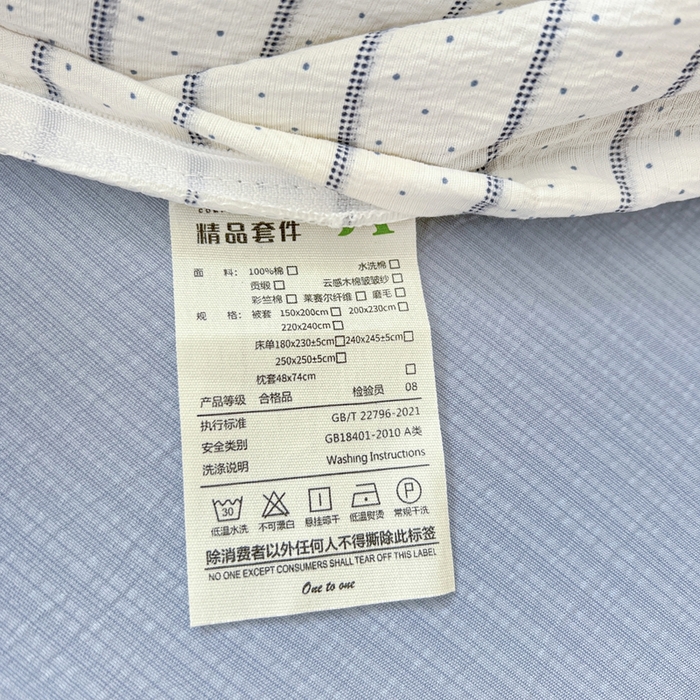 精品套件
面 料: 100%棉□ 水洗棉□
贡缎□ 云感木棉皱皱纱□
彩竺棉□ 莱赛尔纤维□ 磨毛□
规 格: 被套 150x200cm□ 200x230cm□
220x240cm□
床单180x230±5cm□240x245±5cm□
250x250±5cm□
枕套48x74cm □
产品等级 合格品 检验员 08
执行标准 GB/T 22796-2021
安全类别 GB18401-2010 A类
洗涤说明 Washing Instructions
30 P
低温水洗 不可漂白 悬挂晾干 低温熨烫 常规干洗
除消费者以外任何人不得撕除此标签
NO ONE EXCEPT CONSUMERS SHALL TEAR OFF THIS LABEL
One to one